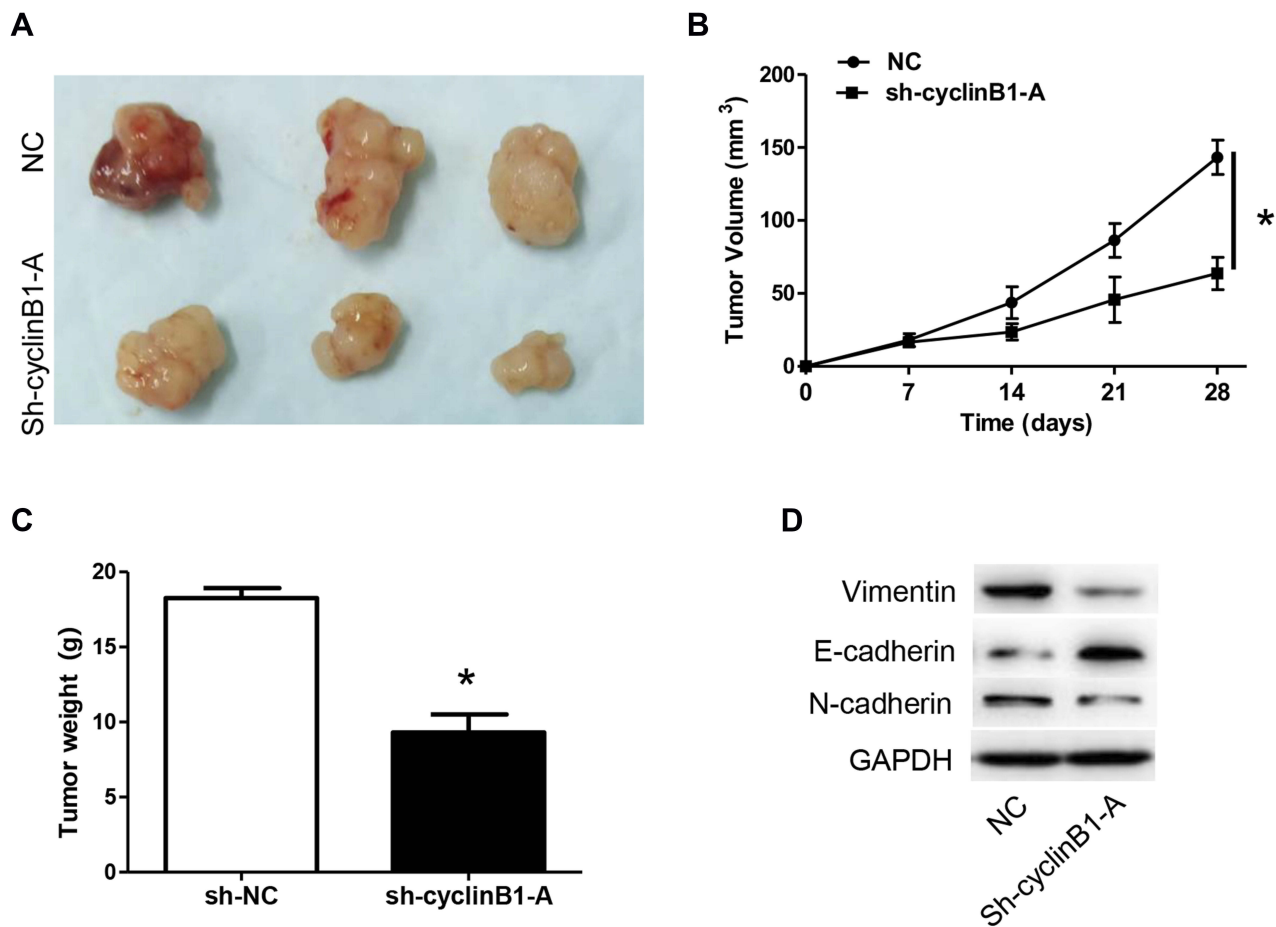 A
NC
Sh-cyclinB1-A
B
NC
sh-cyclinB1-A
Tumor Volume (mm³)
200
150
100
50
0
0 7 14 21 28
Time (days)
*
C
Tumor weight (g)
20
15
10
5
0
*
sh-NC sh-cyclinB1-A
D
Vimentin
E-cadherin
N-cadherin
GAPDH
NC
Sh-cyclinB1-A